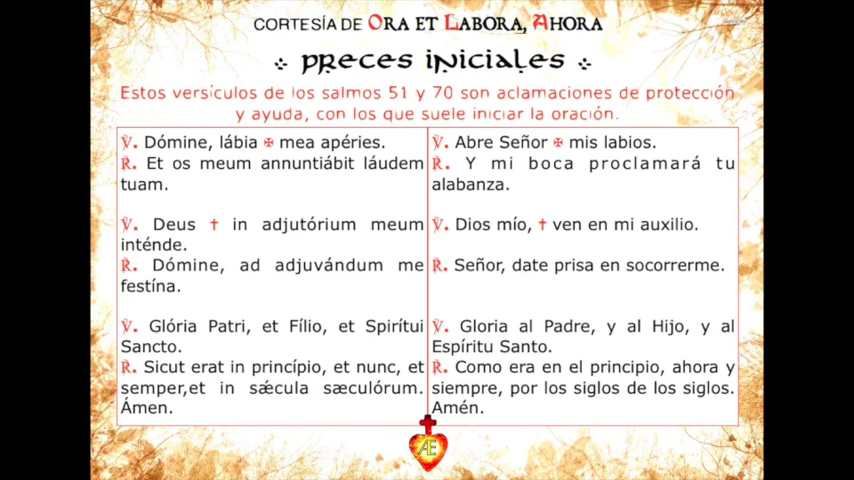 CORTESÍA DE ORA ET LABORA, AHORA
PRECES INICIALES
Estos versículos de los salmos 51 y 70 son aclamaciones de protección
y ayuda, con los que suele iniciar la oración.
℣. Dómine, lábia ✠ mea apéries.
℟. Et os meum annuntiábit láudem
tuam.
℣. Deus † in adjutórium meum
inténde.
℟. Dómine, ad adjuvándum me
festína.
℣. Glória Patri, et Fílio, et Spirítui
Sancto.
℟. Sicut erat in princípio, et nunc, et
semper,et in sǽcula sæculórum.
Ámen.
℣. Abre Señor ✠ mis labios.
℟. Y mi boca proclamará tu
alabanza.
℣. Dios mío, † ven en mi auxilio.
℟. Señor, date prisa en socorrerme.
℣. Gloria al Padre, y al Hijo, y al
Espíritu Santo.
℟. Como era en el principio, ahora y
siempre, por los siglos de los siglos.
Amén.
Æ